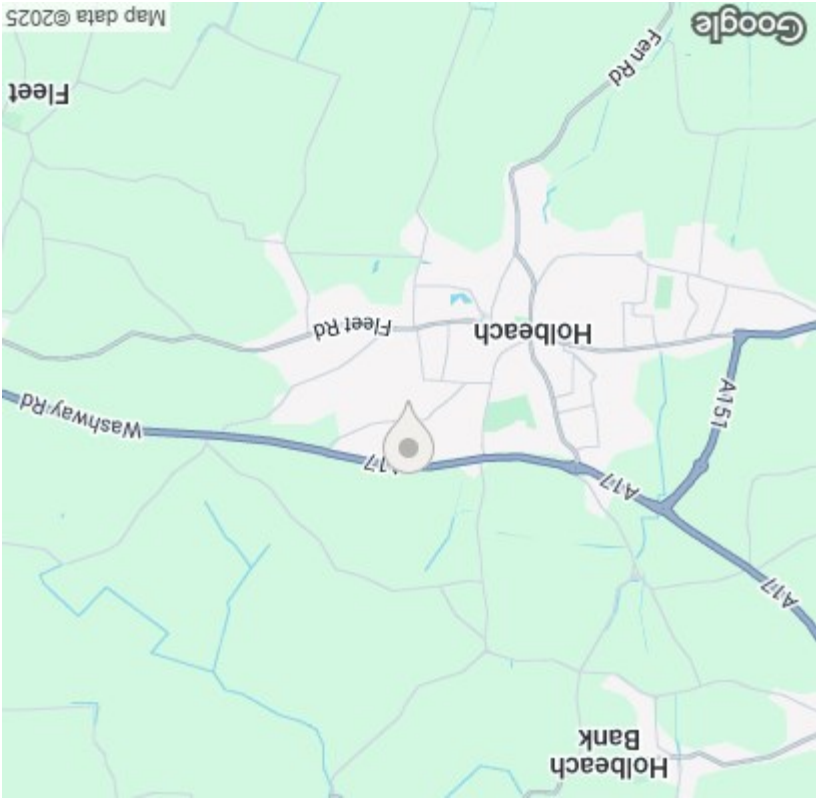 Holbeach
Bank
A17
A17
A151
A17
Washway Rd
Holbeach
Fleet Rd
Fleet
Fen Rd
Google
Map data ©2025